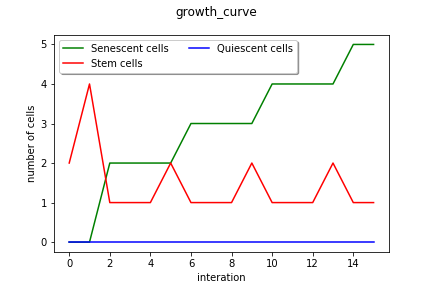 growth_curve
Senescent cells
Quiescent cells
Stem cells
number of cells
5
4
3
2
1
0
0 2 4 6 8 10 12 14
interation